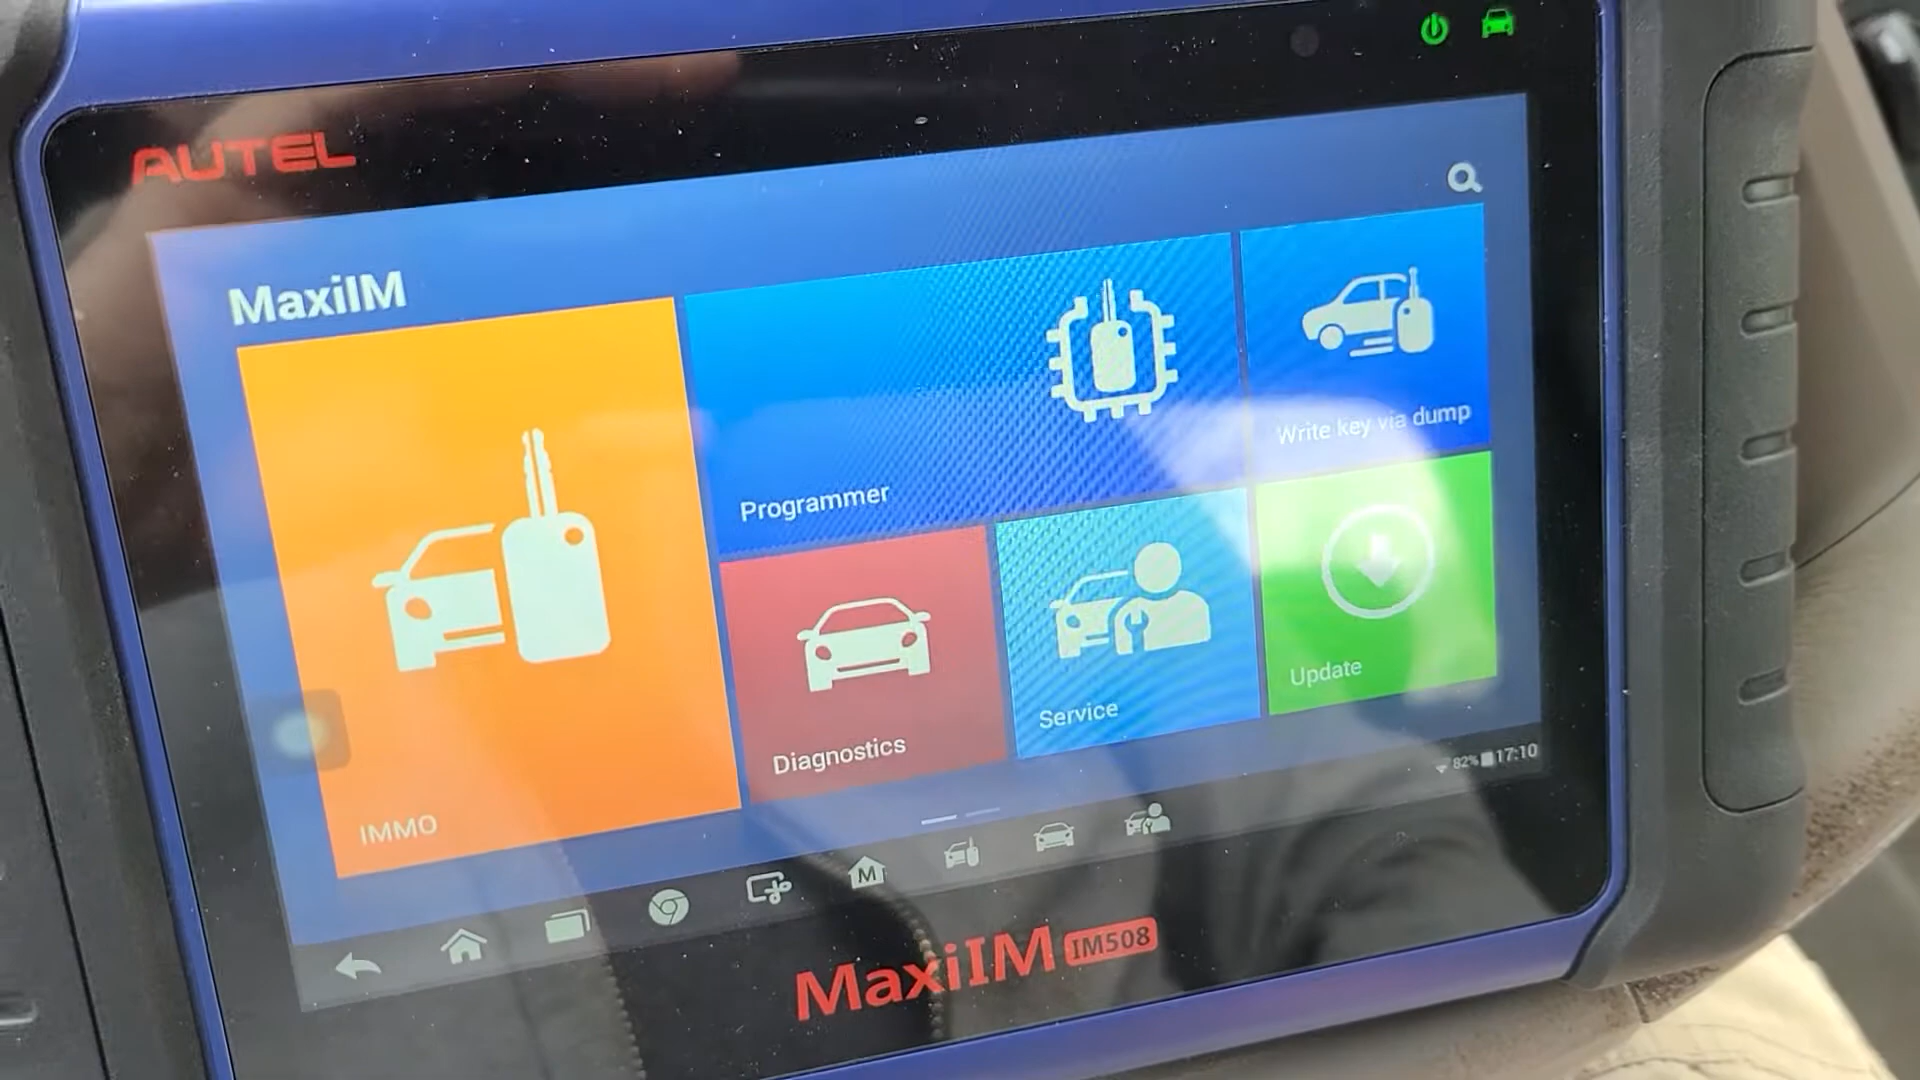 AUTEL
MaxiIM
Programmer
Write key via dump
IMMO
Diagnostics
Service
Update
82% 17:10
M
MaxiIM IM508